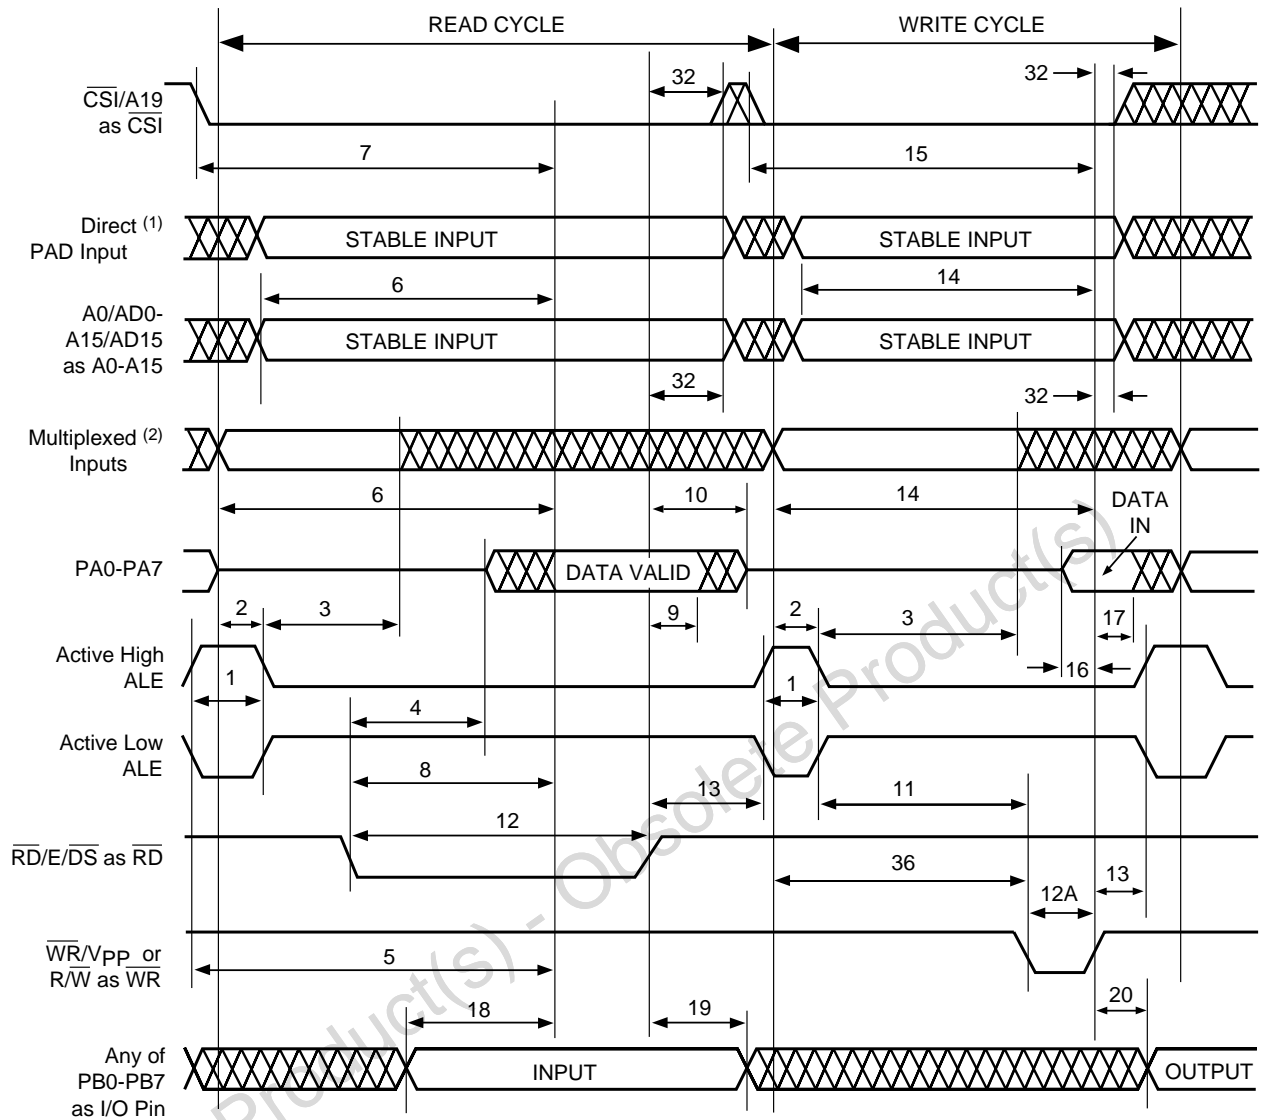 READ CYCLE
WRITE CYCLE
32
32
CSI/A19
as CSI
7
15
Direct (1)
PAD Input
STABLE INPUT
STABLE INPUT
6
14
A0/AD0-
A15/AD15
as A0-A15
STABLE INPUT
STABLE INPUT
32
32
Multiplexed (2)
Inputs
6
10
14
DATA
IN
PA0-PA7
DATA VALID
2
3
9
2
3
17
Active High
ALE
1
1
16
4
Active Low
ALE
8
13
11
12
RD/E/DS as RD
36
12A
13
WR/VPP or
R/W as WR
5
18
19
20
Any of
PB0-PB7
as I/O Pin
INPUT
OUTPUT
Product(s) - Obsolete Product(s)